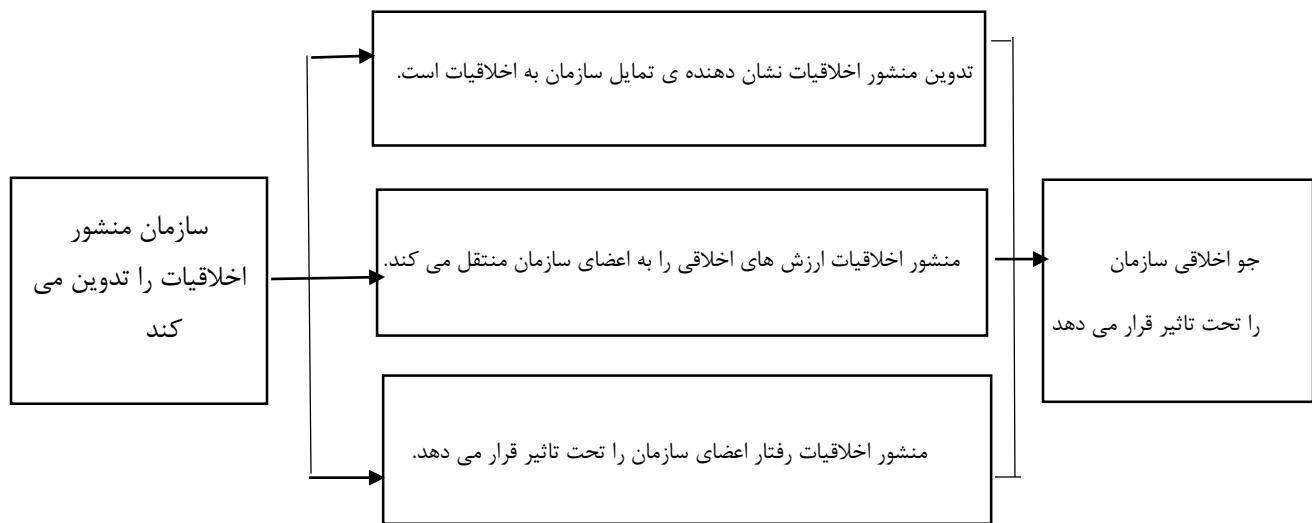 تدوین منشور اخلاقیات نشان دهنده ی تمایل سازمان به اخلاقیات است.
سازمان منشور
اخلاقیات را تدوین می
کند
منشور اخلاقیات ارزش های اخلاقی را به اعضای سازمان منتقل می کند.
جو اخلاقی سازمان
را تحت تاثیر قرار می دهد
منشور اخلاقیات رفتار اعضای سازمان را تحت تاثیر قرار می دهد.